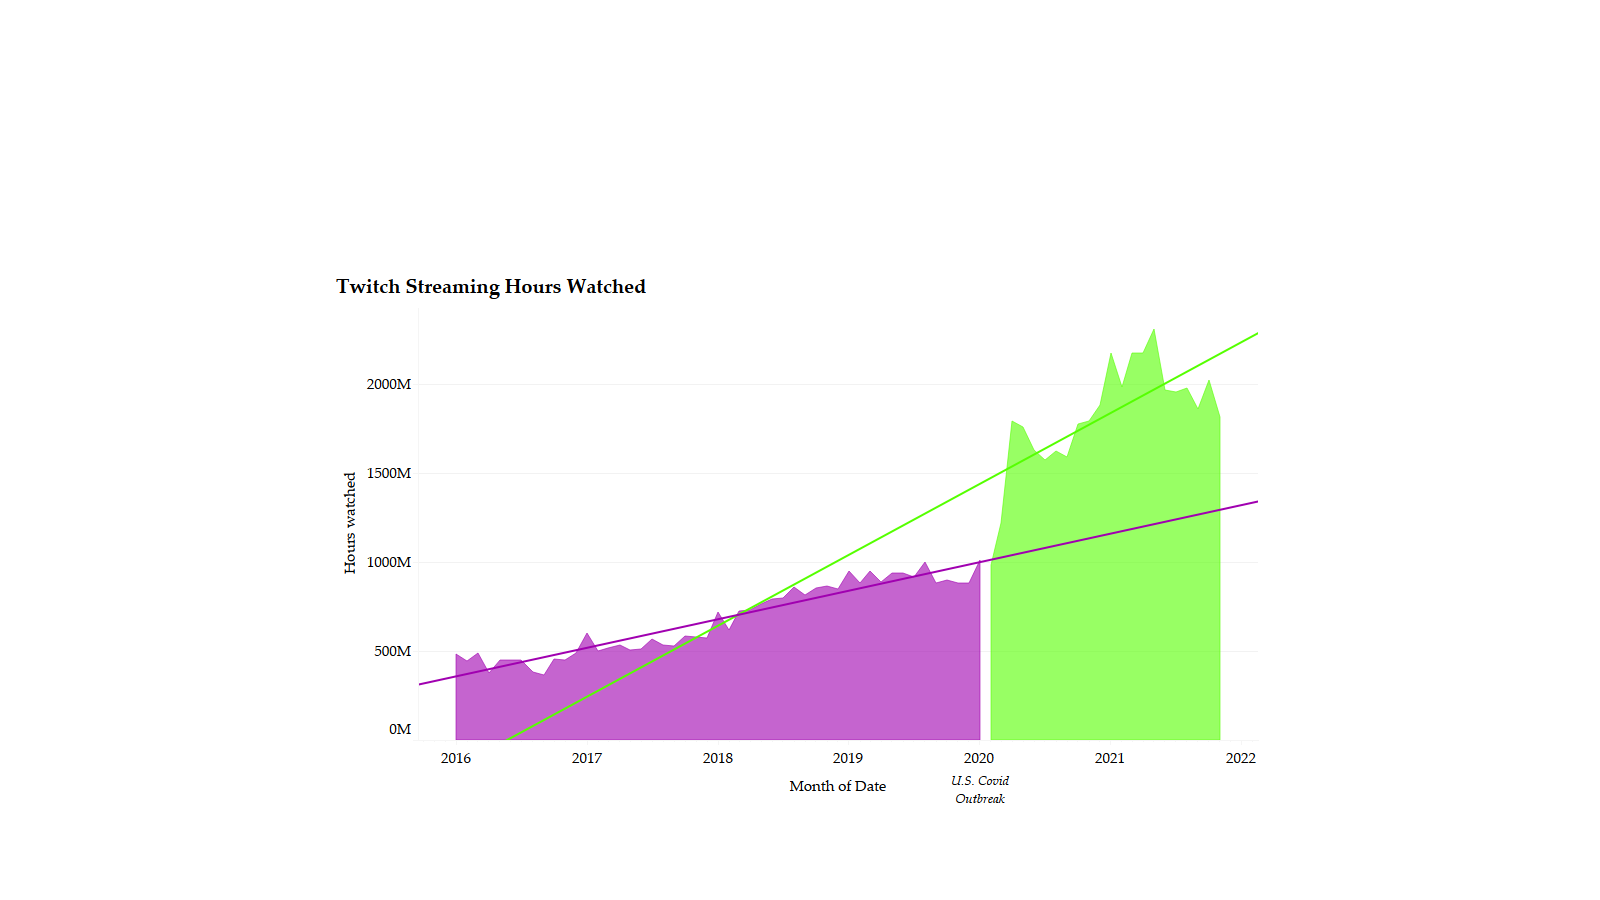 Twitch Streaming Hours Watched
2000M
1500M
1000M
500M
0M
Hours watched
2016 2017 2018 2019 2020 2021 2022
U.S. Covid
Outbreak
Month of Date